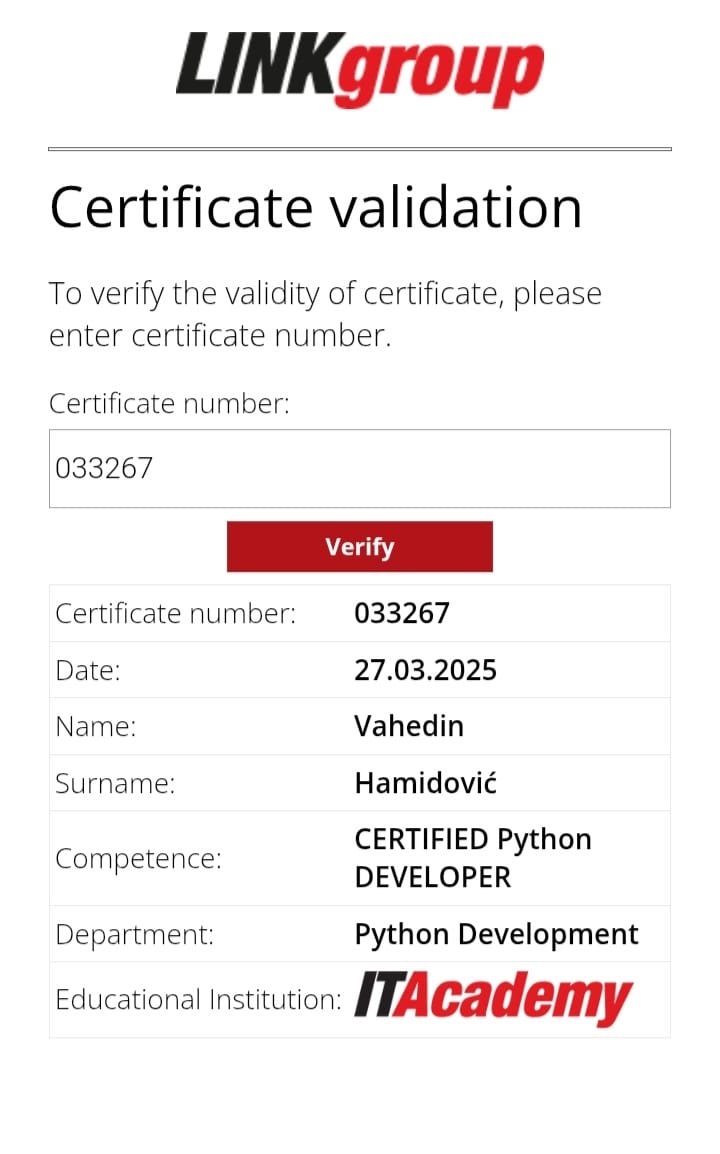 LINKgroup
Certificate validation
To verify the validity of certificate, please
enter certificate number.
Certificate number:
033267
Verify
Certificate number: 033267
Date: 27.03.2025
Name: Vahedin
Surname: Hamidović
Competence: CERTIFIED Python
DEVELOPER
Department: Python Development
Educational Institution: ITAcademy